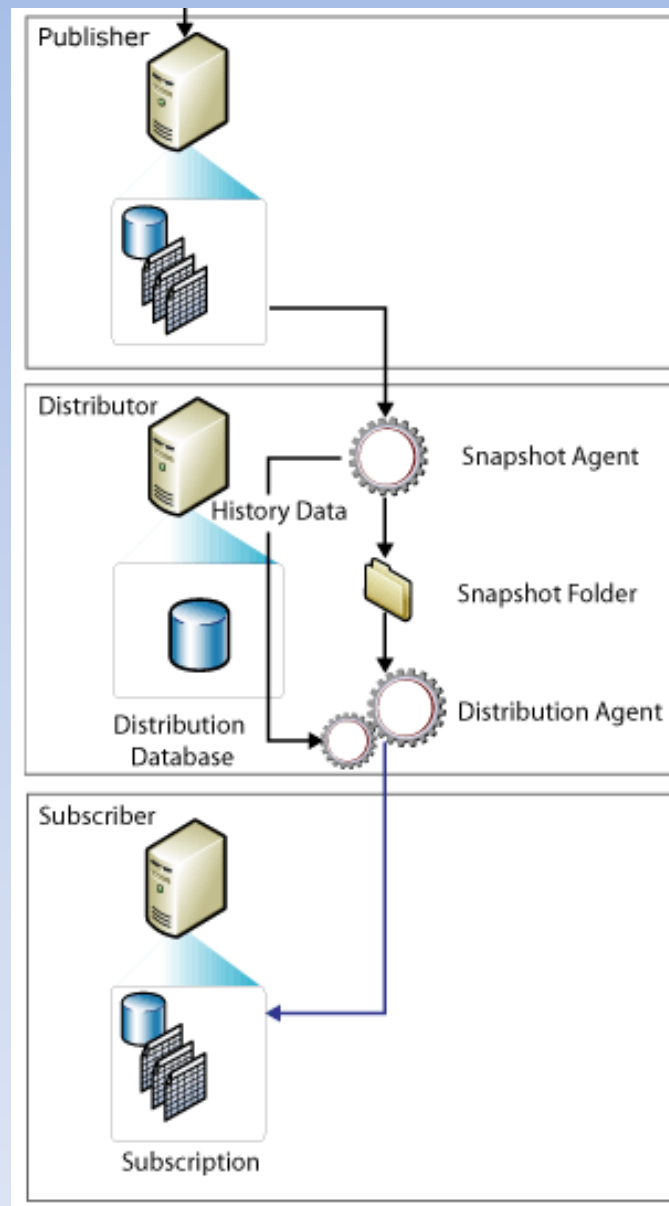 Publisher
Distributor
Snapshot Agent
History Data
Snapshot Folder
Distribution Agent
Distribution
Database
Subscriber
Subscription